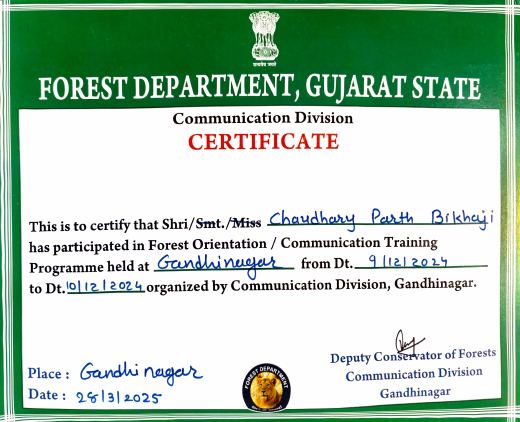 सत्यमेव जयते
FOREST DEPARTMENT, GUJARAT STATE
Communication Division
CERTIFICATE
This is to certify that Shri/Smt./Miss Chaudhary Parth Bikhaji
has participated in Forest Orientation / Communication Training
Programme held at Gandhinagar from Dt. 9/12/2024
to Dt. 10/12/2024 organized by Communication Division, Gandhinagar.
Place : Gandhinagar
Date : 28/3/2025
FOREST DEPARTMENT
Deputy Conservator of Forests
Communication Division
Gandhinagar